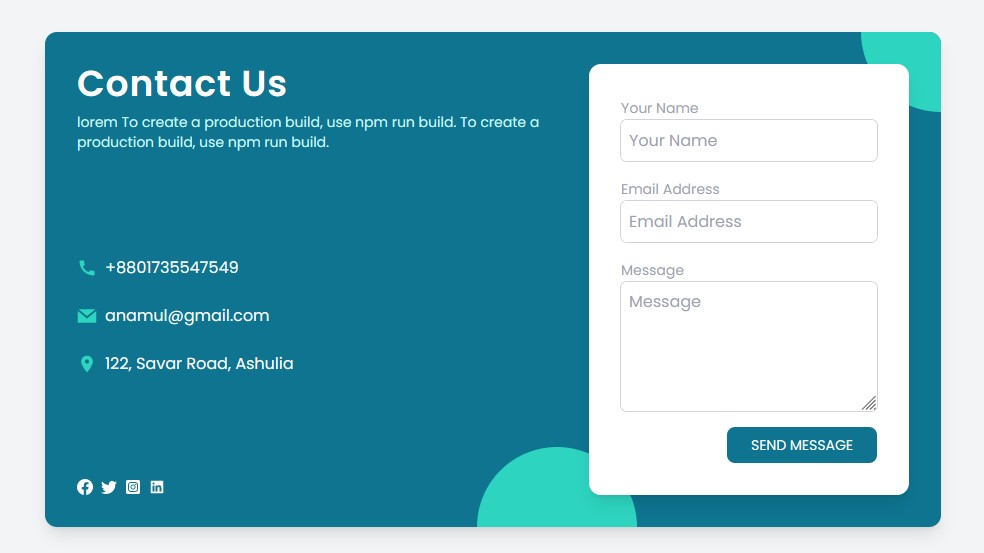 Contact Us
lorem To create a production build, use npm run build. To create a
production build, use npm run build.
+8801735547549
anamul@gmail.com
122, Savar Road, Ashulia
Your Name
Your Name
Email Address
Email Address
Message
Message
SEND MESSAGE